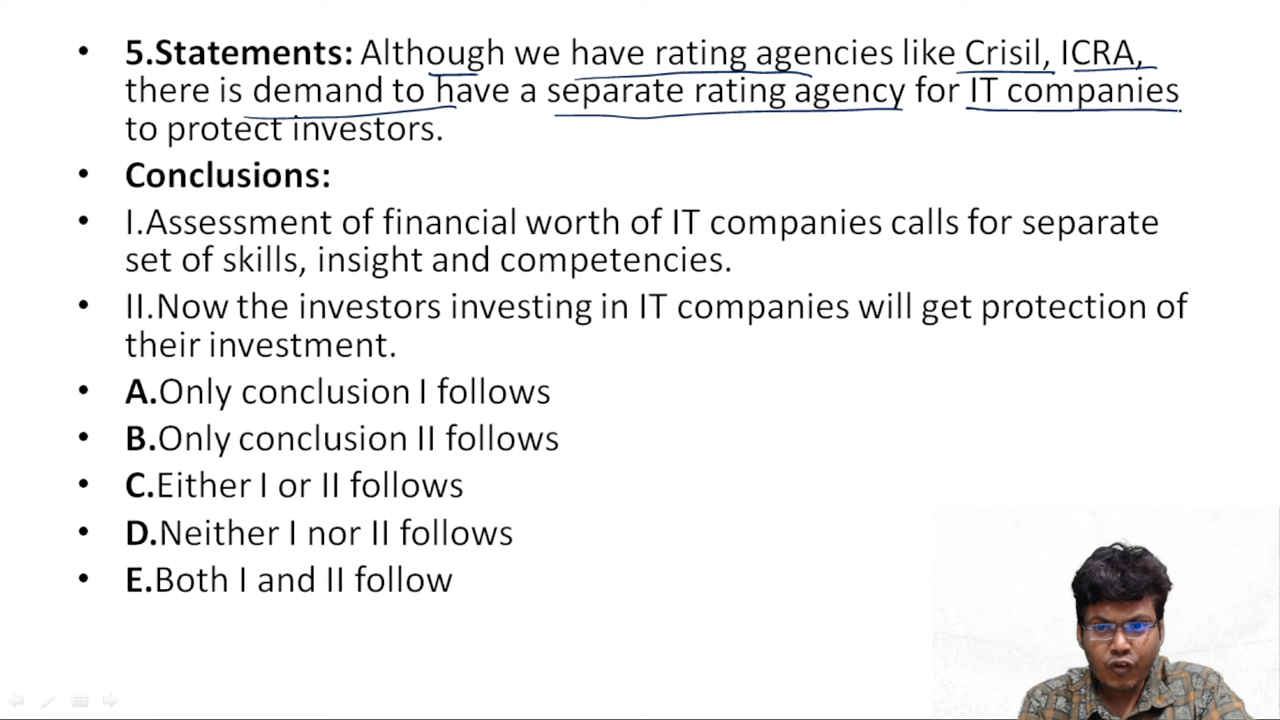 • 5.Statements: Although we have rating agencies like Crisil, ICRA,
there is demand to have a separate rating agency for IT companies
to protect investors.
• Conclusions:
• I.Assessment of financial worth of IT companies calls for separate
set of skills, insight and competencies.
• II.Now the investors investing in IT companies will get protection of
their investment.
• A.Only conclusion I follows
• B.Only conclusion II follows
• C.Either I or II follows
• D.Neither I nor II follows
• E.Both I and II follow